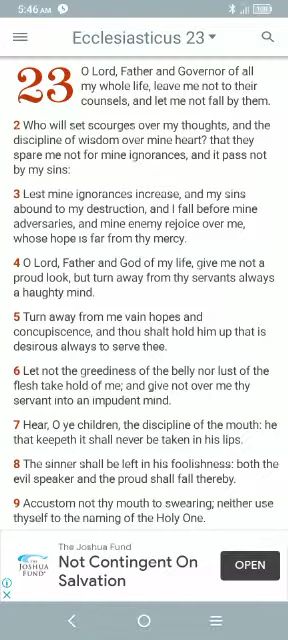 5:46 AM
Ecclesiasticus 23
23 O Lord, Father and Governor of all
my whole life, leave me not to their
counsels, and let me not fall by them.
2 Who will set scourges over my thoughts, and the
discipline of wisdom over mine heart? that they
spare me not for mine ignorances, and it pass not
by my sins:
3 Lest mine ignorances increase, and my sins
abound to my destruction, and I fall before mine
adversaries, and mine enemy rejoice over me,
whose hope is far from thy mercy.
4 O Lord, Father and God of my life, give me not a
proud look, but turn away from thy servants always
a haughty mind.
5 Turn away from me vain hopes and
concupiscence, and thou shalt hold him up that is
desirous always to serve thee.
6 Let not the greediness of the belly nor lust of the
flesh take hold of me; and give not over me thy
servant into an impudent mind.
7 Hear, O ye children, the discipline of the mouth: he
that keepeth it shall never be taken in his lips.
8 The sinner shall be left in his foolishness: both the
evil speaker and the proud shall fall thereby.
9 Accustom not thy mouth to swearing; neither use
thyself to the naming of the Holy One.
THE
JOSHUA
FUND
The Joshua Fund
Not Contingent On
Salvation
OPEN